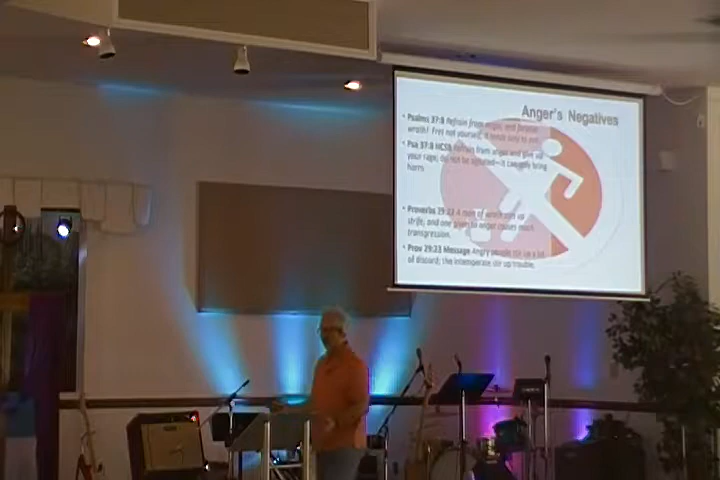 Anger's Negatives
• Psalms 37:8 Refrain from anger, and forsake
wrath! Fret not yourself; it tends only to evil.
• Psa 37:8 HCSB Refrain from anger and give up
your rage; do not be agitated—it can only bring
harm.
• Proverbs 29:22 A man of wrath stirs up
strife, and one given to anger causes much
transgression.
• Prov 29:22 Message Angry people stir up a lot
of discord; the intemperate stir up trouble.